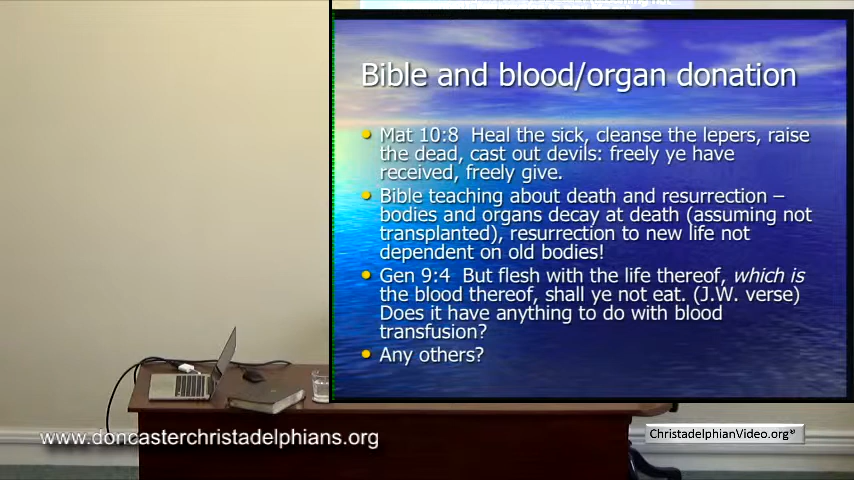 Bible and blood/organ donation
Mat 10:8 Heal the sick, cleanse the lepers, raise
the dead, cast out devils: freely ye have
received, freely give.
Bible teaching about death and resurrection –
bodies and organs decay at death (assuming not
transplanted), resurrection to new life not
dependent on old bodies!
Gen 9:4 But flesh with the life thereof, which is
the blood thereof, shall ye not eat. (J.W. verse)
Does it have anything to do with blood
transfusion?
Any others?
www.doncasterchristadelphians.org
ChristadelphianVideo.org®